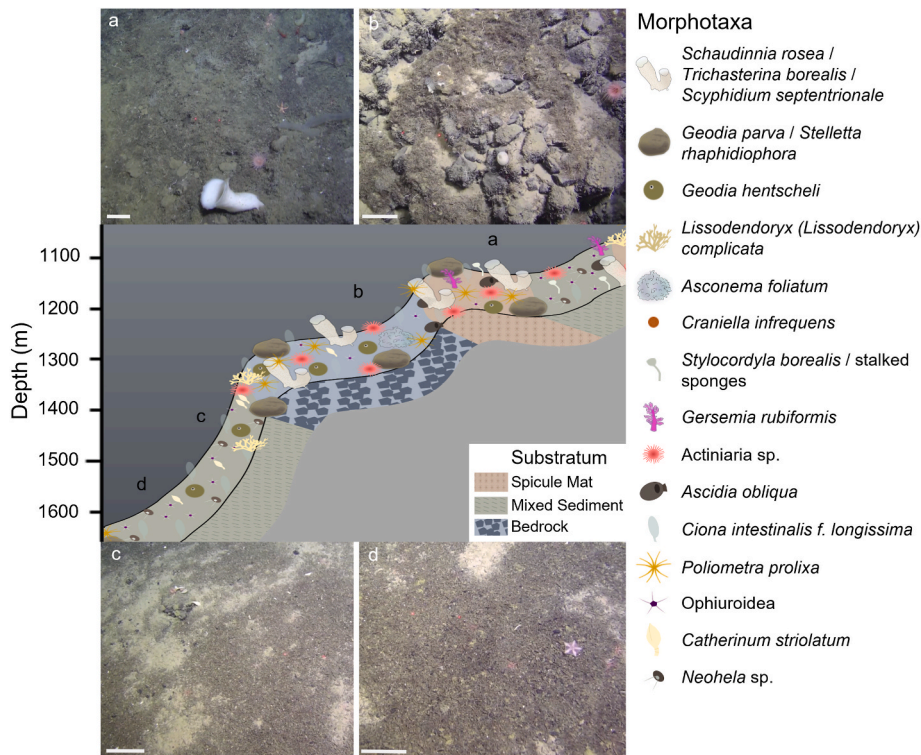 a
b
Morphotaxa
Schaudinnia rosea /
Trichasterina borealis /
Scyphidium septentrionale
Geodia parva / Stelletta
rhaphidiophora
Geodia hentscheli
Lissodendoryx (Lissodendoryx)
complicata
Asconema foliatum
Craniella infrequens
Stylocordyla borealis / stalked
sponges
Gersemia rubiformis
Actiniaria sp.
Ascidia obliqua
Ciona intestinalis f. longissima
Poliometra prolixa
Ophiuroidea
Catherinum striolatum
Neohela sp.
Depth (m)
1100
1200
1300
1400
1500
1600
a
b
c
d
Substratum
Spicule Mat
Mixed Sediment
Bedrock
c
d